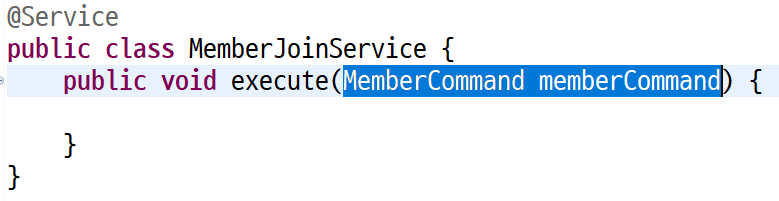 @Service
public class MemberJoinService {
    public void execute(MemberCommand memberCommand) {

    }
}